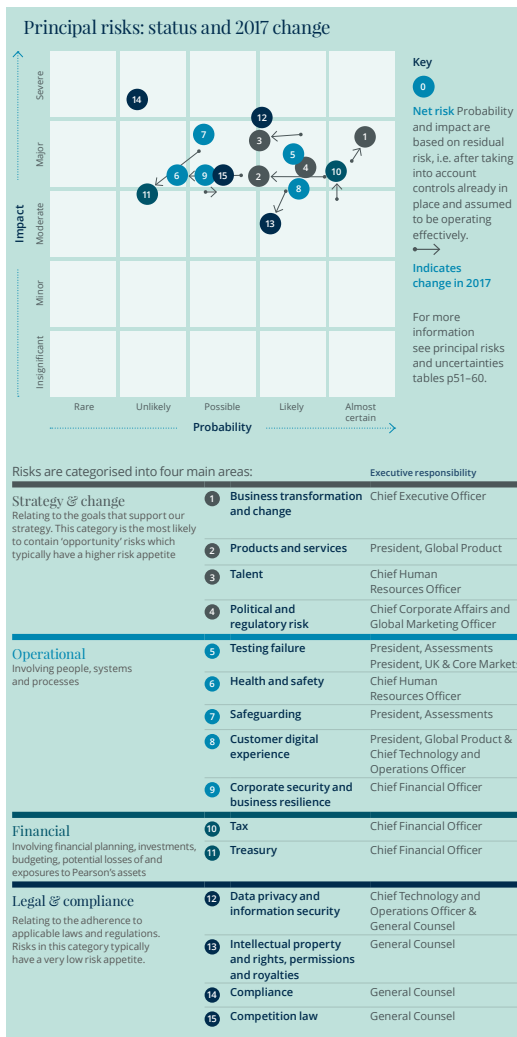 Principal risks: status and 2017 change
Impact
Severe
Major
Moderate
Minor
Insignificant
14
12
7
3
1
5
4
6
9
15
2
10
11
8
13
Rare
Unlikely
Possible
Likely
Almost
certain
Probability
Key
0
Net risk Probability
and impact are
based on residual
risk, i.e. after taking
into account
controls already in
place and assumed
to be operating
effectively.
Indicates
change in 2017
For more
information
see principal risks
and uncertainties
tables p51–60.
Risks are categorised into four main areas:
Executive responsibility
Strategy & change
Relating to the goals that support our
strategy. This category is the most likely
to contain ‘opportunity’ risks which
typically have a higher risk appetite
1 Business transformation
and change
Chief Executive Officer
2 Products and services
President, Global Product
3 Talent
Chief Human
Resources Officer
4 Political and
regulatory risk
Chief Corporate Affairs and
Global Marketing Officer
Operational
Involving people, systems
and processes
5 Testing failure
President, Assessments
President, UK & Core Markets
6 Health and safety
Chief Human
Resources Officer
7 Safeguarding
President, Assessments
8 Customer digital
experience
President, Global Product &
Chief Technology and
Operations Officer
9 Corporate security and
business resilience
Chief Financial Officer
Financial
Involving financial planning, investments,
budgeting, potential losses of and
exposures to Pearson’s assets
10 Tax
Chief Financial Officer
11 Treasury
Chief Financial Officer
Legal & compliance
Relating to the adherence to
applicable laws and regulations.
Risks in this category typically
have a very low risk appetite.
12 Data privacy and
information security
Chief Technology and
Operations Officer &
General Counsel
13 Intellectual property
and rights, permissions
and royalties
General Counsel
14 Compliance
General Counsel
15 Competition law
General Counsel